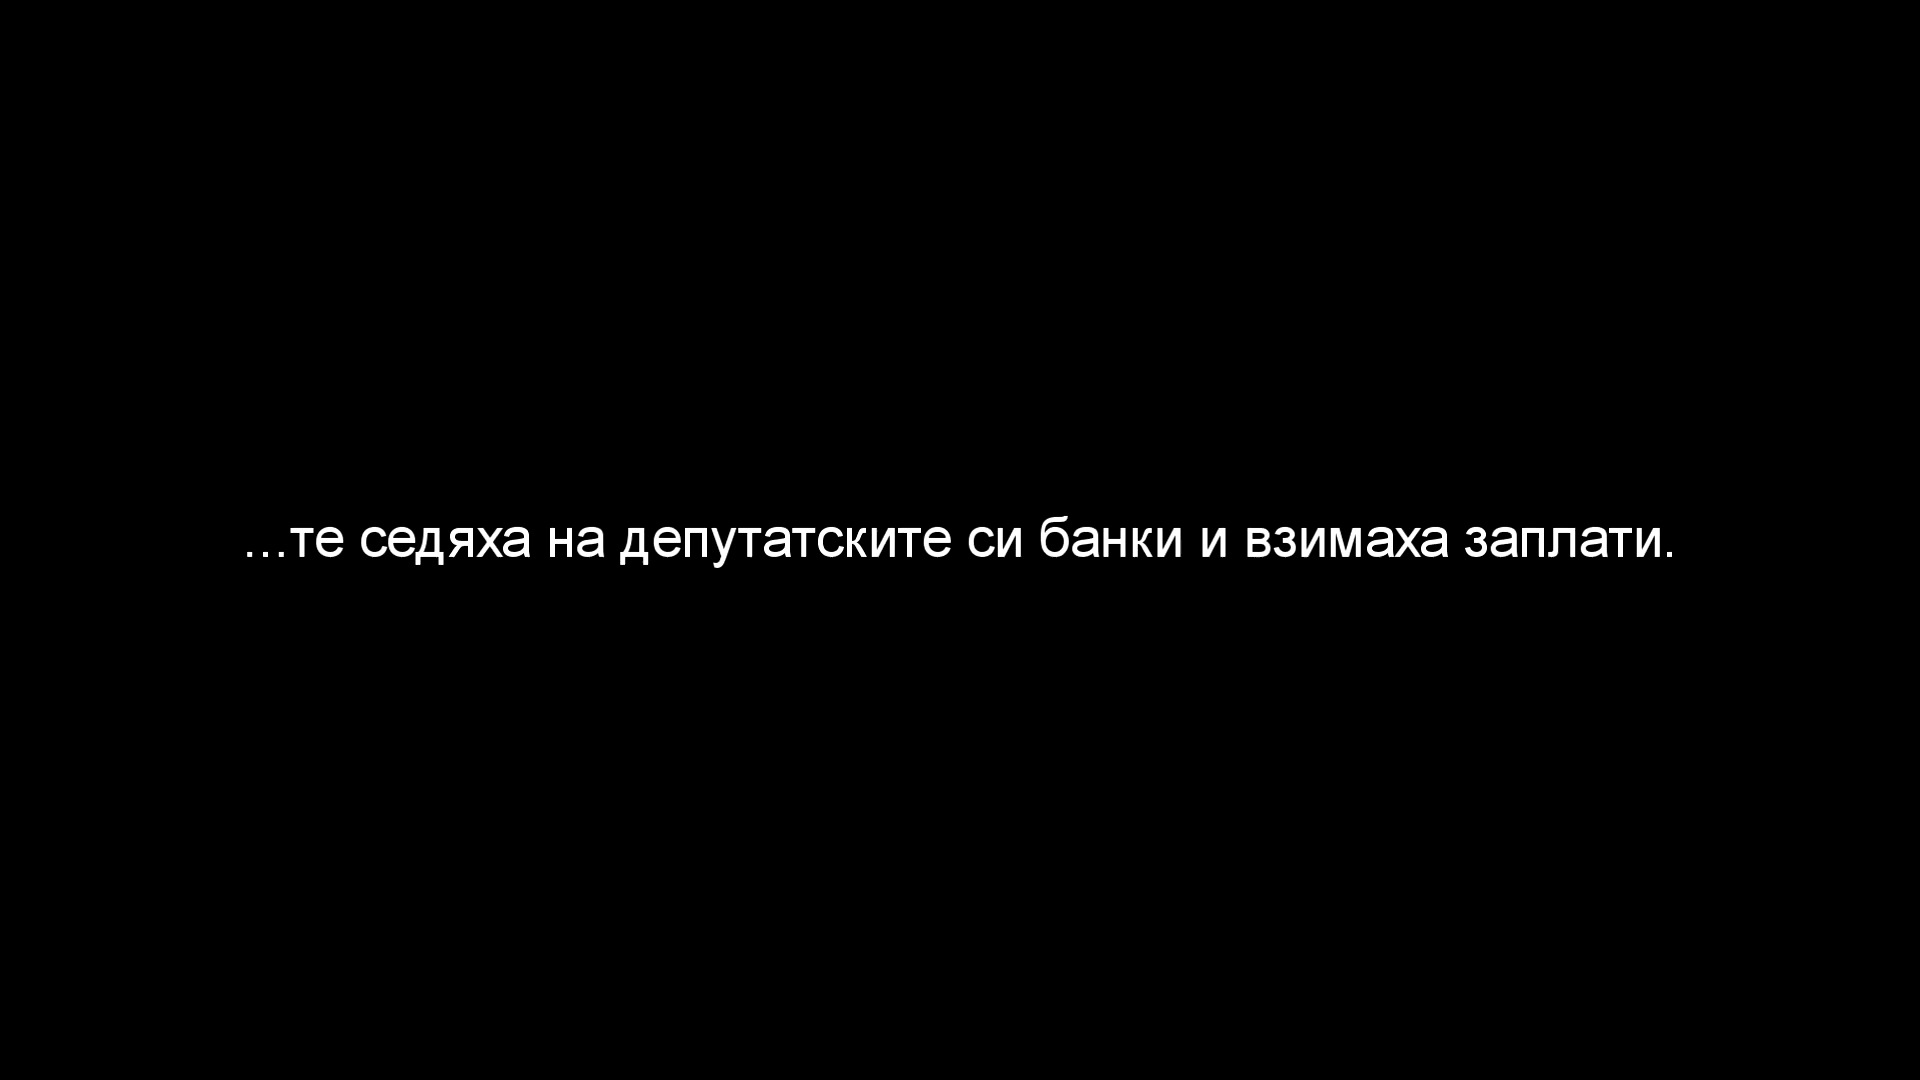 ...те седяха на депутатските си банки и взимаха заплати.